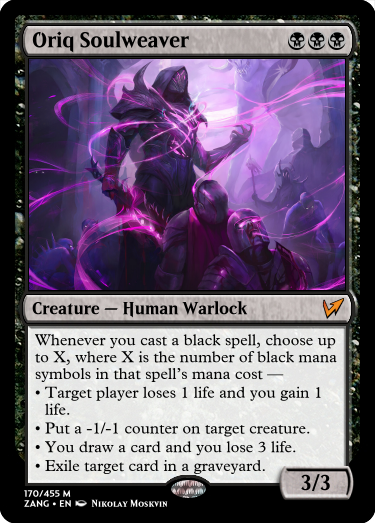 Oriq Soulweaver
Creature — Human Warlock
Whenever you cast a black spell, choose up
to X, where X is the number of black mana
symbols in that spell's mana cost —
• Target player loses 1 life and you gain 1
life.
• Put a -1/-1 counter on target creature.
• You draw a card and you lose 3 life.
• Exile target card in a graveyard.
3/3
170/455 M
ZANG • EN Nikolay Moskvin